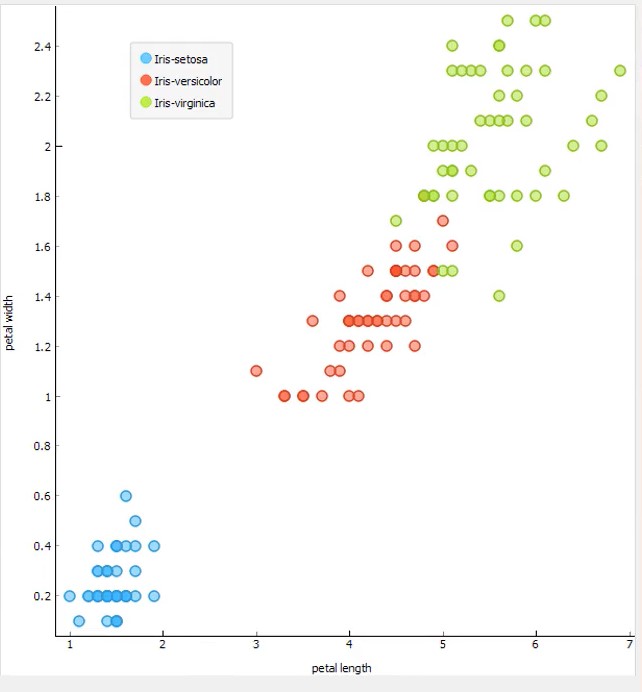 2.4
Iris-setosa
Iris-versicolor
Iris-virginica
2.2
2
1.8
1.6
1.4
petal width
1.2
1
0.8
0.6
0.4
0.2
1 2 3 4 5 6 7
petal length